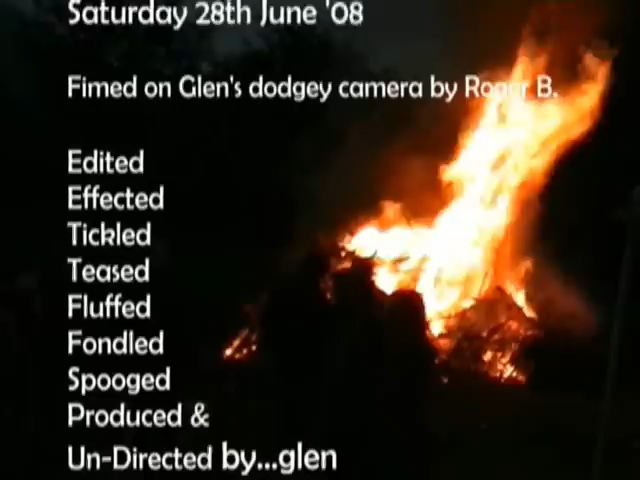 Saturday 28th June '08
Fimed on Glen's dodgey camera by Roger B.
Edited
Effected
Tickled
Teased
Fluffed
Fondled
Spooged
Produced &
Un-Directed by...glen